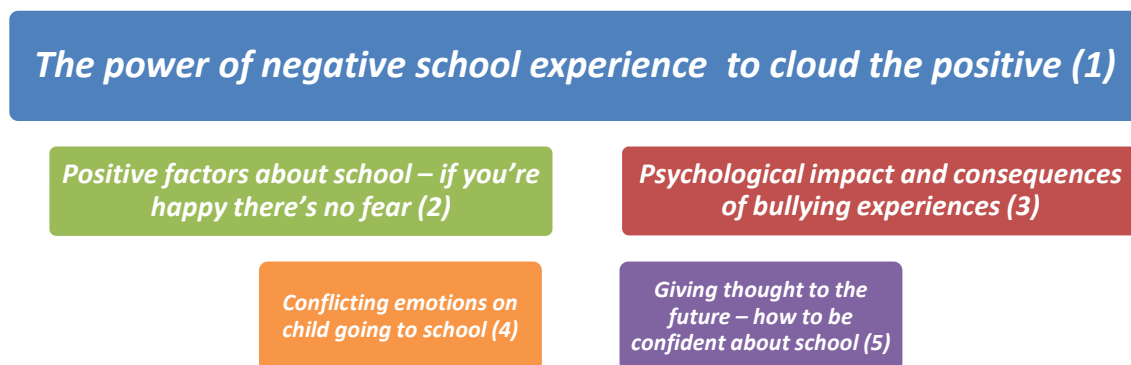 The power of negative school experience  to cloud the positive (1)
Positive factors about school – if you’re
happy there’s no fear (2)
Psychological impact and consequences
of bullying experiences (3)
Conflicting emotions on
child going to school (4)
Giving thought to the
future – how to be
confident about school (5)